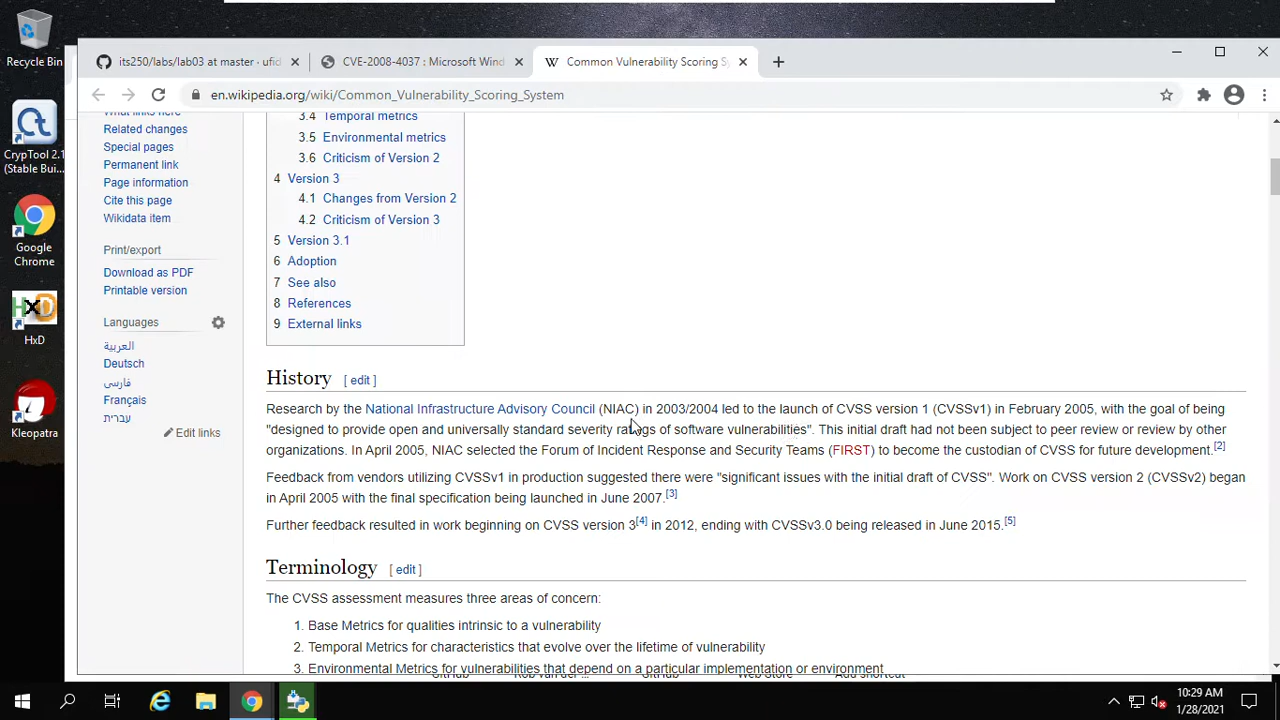 Recycle Bin
CrypTool 2.1
(Stable Bui...
Google
Chrome
HxD
Kleopatra
its250/labs/lab03 at master · ufid
CVE-2008-4037 : Microsoft Wind
Common Vulnerability Scoring S
en.wikipedia.org/wiki/Common_Vulnerability_Scoring_System
What links here
Related changes
Special pages
Permanent link
Page information
Cite this page
Wikidata item
Print/export
Download as PDF
Printable version
Languages
العربية
Deutsch
فارسی
Français
עברית
Edit links
3.4 Temporal metrics
3.5 Environmental metrics
3.6 Criticism of Version 2
4 Version 3
4.1 Changes from Version 2
4.2 Criticism of Version 3
5 Version 3.1
6 Adoption
7 See also
8 References
9 External links
History [ edit ]
Research by the National Infrastructure Advisory Council (NIAC) in 2003/2004 led to the launch of CVSS version 1 (CVSSv1) in February 2005, with the goal of being
"designed to provide open and universally standard severity ratings of software vulnerabilities". This initial draft had not been subject to peer review or review by other
organizations. In April 2005, NIAC selected the Forum of Incident Response and Security Teams (FIRST) to become the custodian of CVSS for future development.[2]
Feedback from vendors utilizing CVSSv1 in production suggested there were "significant issues with the initial draft of CVSS". Work on CVSS version 2 (CVSSv2) began
in April 2005 with the final specification being launched in June 2007.[3]
Further feedback resulted in work beginning on CVSS version 3[4] in 2012, ending with CVSSv3.0 being released in June 2015.[5]
Terminology [ edit ]
The CVSS assessment measures three areas of concern:
1. Base Metrics for qualities intrinsic to a vulnerability
2. Temporal Metrics for characteristics that evolve over the lifetime of vulnerability
3. Environmental Metrics for vulnerabilities that depend on a particular implementation or environment
GitHub
Rob van der ...
GitHub
Web Store
Add shortcut
10:29 AM
1/28/2021